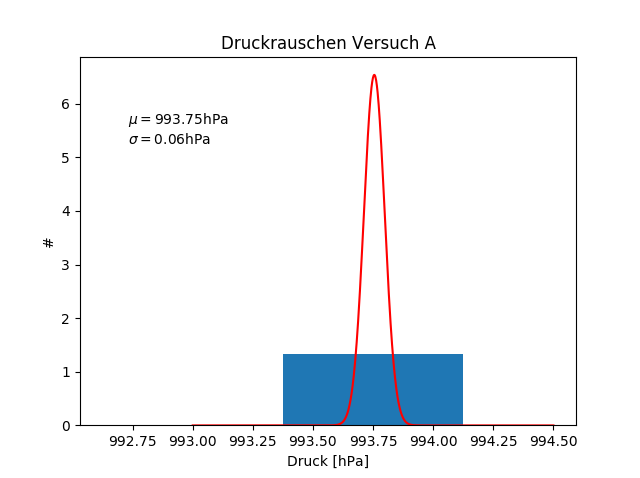 Druckrauschen Versuch A
μ = 993.75hPa
σ = 0.06hPa
6
5
4
3
2
1
0
#
992.75 993.00 993.25 993.50 993.75 994.00 994.25 994.50
Druck [hPa]